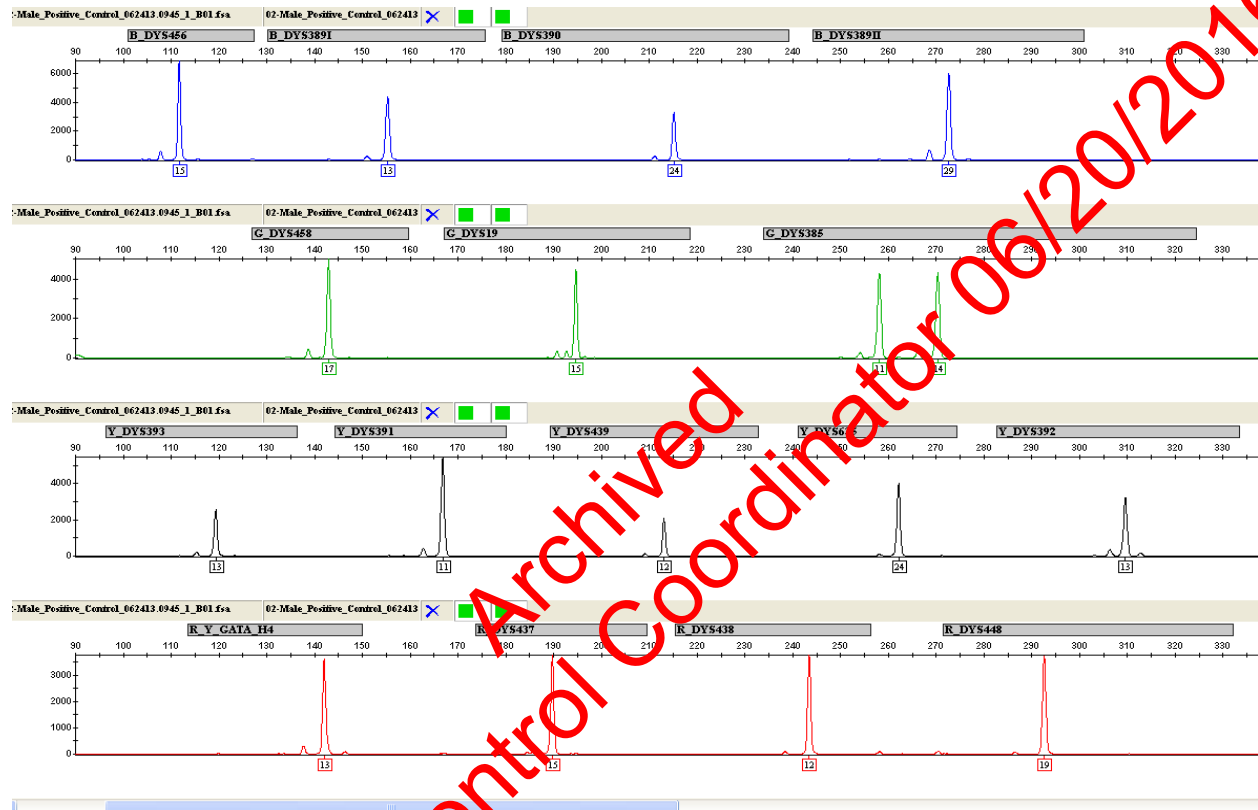 :-Male_Positive_Control_062413.0945_1_B01.fsa 02-Male_Positive_Control_062413
B_DYS456 B_DYS389I B_DYS390 B_DYS389II
90 100 110 120 130 140 150 160 170 180 190 200 210 220 230 240 250 260 270 280 290 300 310 320 330
6000
4000
2000
0
15 13 24 29
:-Male_Positive_Control_062413.0945_1_B01.fsa 02-Male_Positive_Control_062413
G_DYS458 G_DYS19 G_DYS385
90 100 110 120 130 140 150 160 170 180 190 200 210 220 230 240 250 260 270 280 290 300 310 320 330
4000
2000
0
17 15 11 14
:-Male_Positive_Control_062413.0945_1_B01.fsa 02-Male_Positive_Control_062413
Y_DYS393 Y_DYS391 Y_DYS439 Y_DYS635 Y_DYS392
90 100 110 120 130 140 150 160 170 180 190 200 210 220 230 240 250 260 270 280 290 300 310 320 330
4000
2000
0
13 11 12 24 13
:-Male_Positive_Control_062413.0945_1_B01.fsa 02-Male_Positive_Control_062413
R_Y_GATA_H4 R_DYS437 R_DYS438 R_DYS448
90 100 110 120 130 140 150 160 170 180 190 200 210 220 230 240 250 260 270 280 290 300 310 320 330
3000
2000
1000
0
13 15 12 19
Archived
Control Coordinator 06/20/201